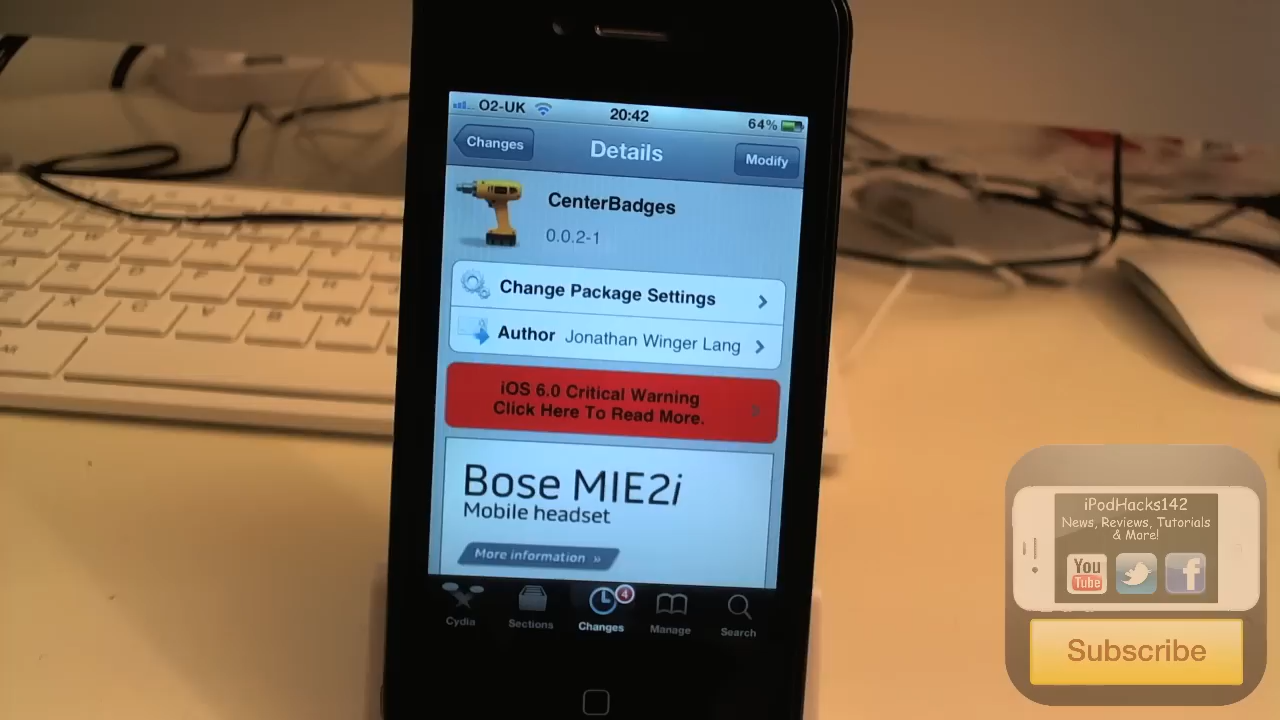 O2-UK
20:42
64%
Changes
Details
Modify
CenterBadges
0.0.2-1
Change Package Settings
Author Jonathan Winger Lang
iOS 6.0 Critical Warning
Click Here To Read More.
Bose MIE2i
Mobile headset
More information »
Cydia
Sections
Changes
4
Manage
Search
iPodHacks142
News, Reviews, Tutorials
& More!
You
Tube
f
Subscribe